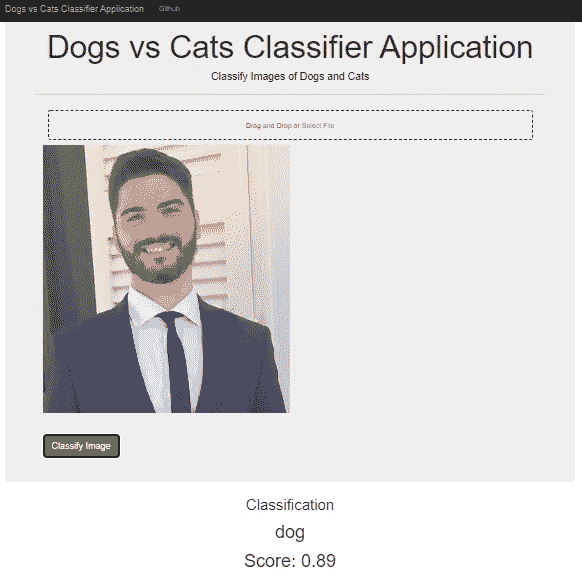 Dogs vs Cats Classifier Application Github
Dogs vs Cats Classifier Application
Classify Images of Dogs and Cats
Drag and Drop or Select File
Classify Image
Classification
dog
Score: 0.89